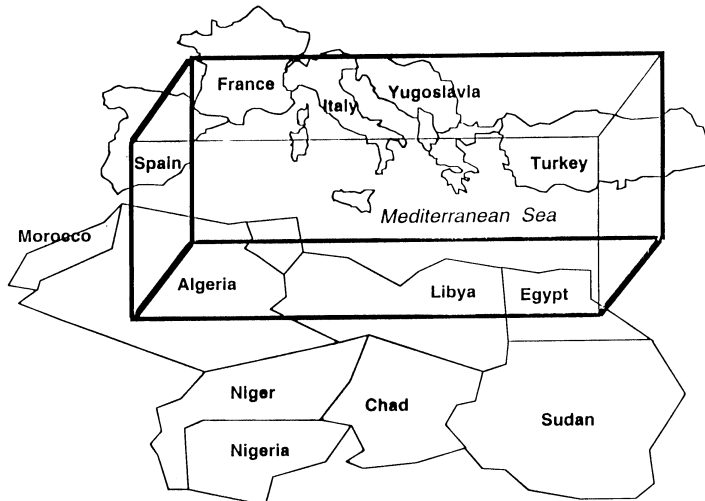 France
Yugoslavia
Italy
Spain
Turkey
Mediterranean Sea
Morocco
Algeria
Libya
Egypt
Niger
Chad
Sudan
Nigeria